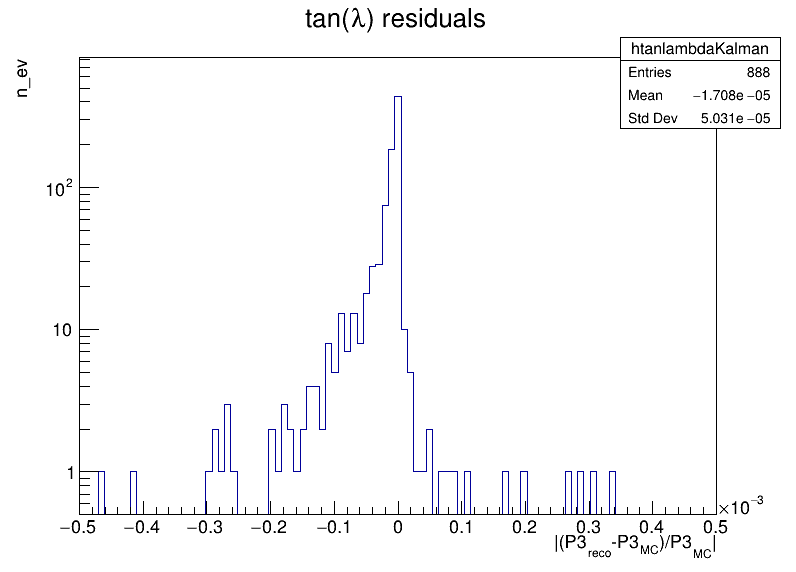 tan(λ) residuals
htanlambdaKalman
Entries 888
Mean −1.708e−05
Std Dev 5.031e−05
n_ev
10²
10
1
−0.5 −0.4 −0.3 −0.2 −0.1 0 0.1 0.2 0.3 0.4 0.5
×10⁻³
|(P3reco-P3MC)/P3MC|